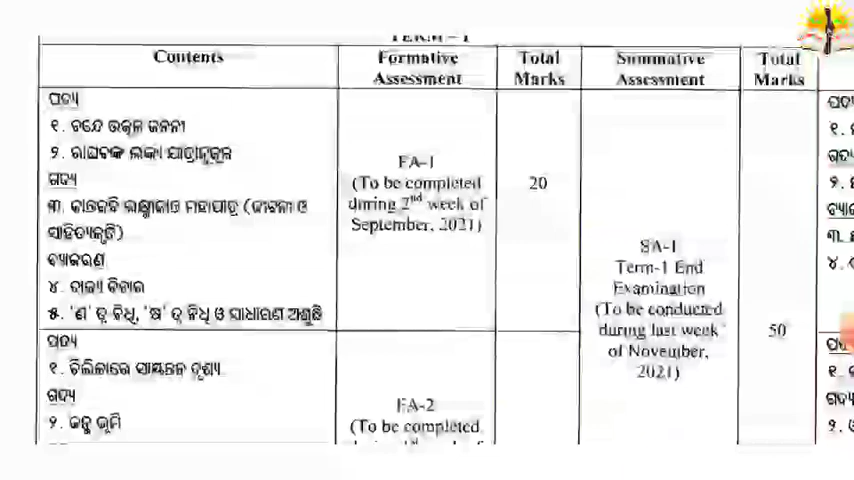 TERM - 1
Contents
Formative Assessment
Total Marks
Summative Assessment
Total Marks
ପଦ୍ୟ
୧. ବନ୍ଦେ ଉତ୍କଳ ଜନନୀ
୨. ରାଘବଙ୍କ ଲଙ୍କା ଯାତ୍ରାନୁକୂଳ
ଗଦ୍ୟ
୩. କାନ୍ତକବି ଲକ୍ଷ୍ମୀକାନ୍ତ ମହାପାତ୍ର (ଜୀବନୀ ଓ
ସାହିତ୍ୟକୃତି)
ବ୍ୟାକରଣ
୪. ବାକ୍ୟ ବିଚାର
୫. 'ଣ' ତ୍ୱ ବିଧି, 'ଷ' ତ୍ୱ ବିଧି ଓ ସାଧାରଣ ଅଶୁଦ୍ଧି
FA-1
(To be completed
during 2nd week of
September, 2021)
20
SA-1
Term-1 End
Examination
(To be conducted
during last week
of November,
2021)
50
ପଦ୍ୟ
୧. ଚିଲିକାରେ ସାୟନ୍ତନ ଦୃଶ୍ୟ
ଗଦ୍ୟ
୨. ଜନ୍ମ ଭୂମି
FA-2
(To be completed